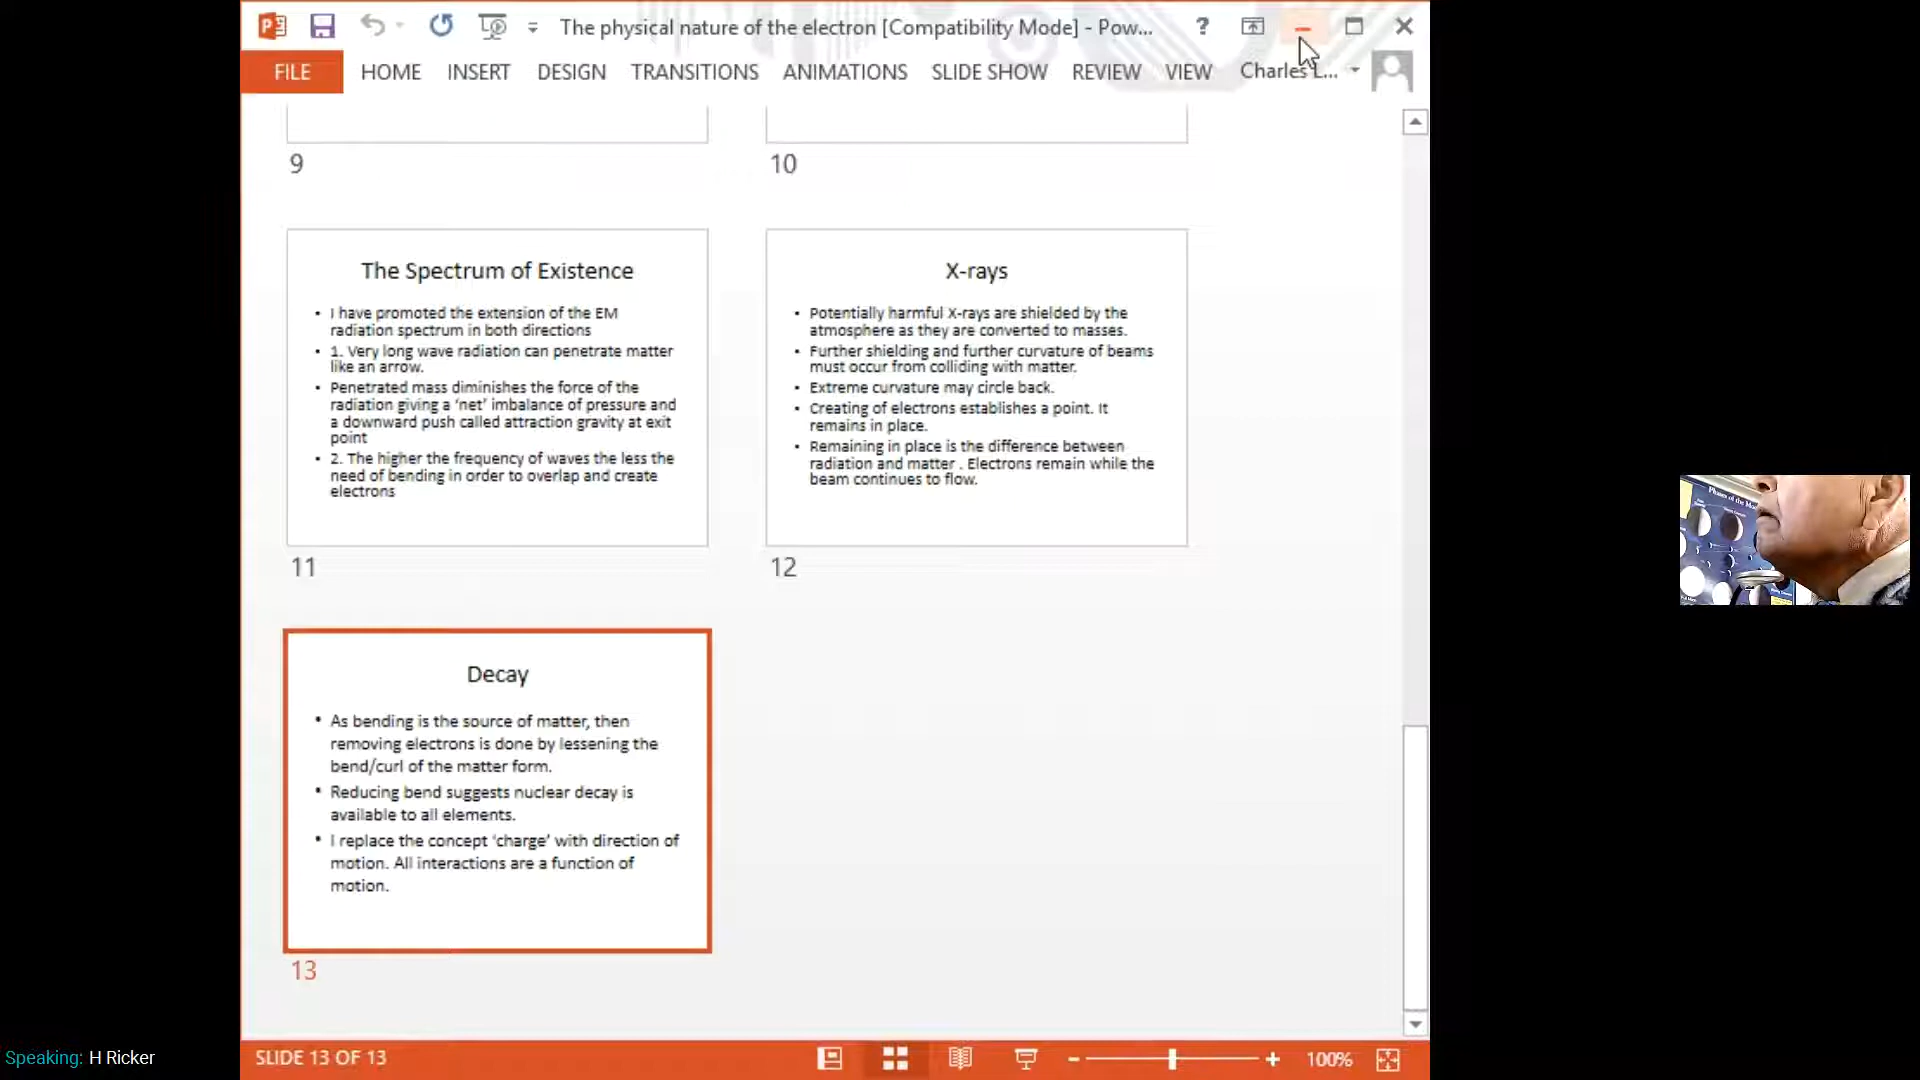 The physical nature of the electron [Compatibility Mode] - Pow...
?
FILE HOME INSERT DESIGN TRANSITIONS ANIMATIONS SLIDE SHOW REVIEW VIEW Charles L...
9
10
The Spectrum of Existence
• I have promoted the extension of the EM
radiation spectrum in both directions
• 1. Very long wave radiation can penetrate matter
like an arrow.
• Penetrated mass diminishes the force of the
radiation giving a ‘net’ imbalance of pressure and
a downward push called attraction gravity at exit
point
• 2. The higher the frequency of waves the less the
need of bending in order to overlap and create
electrons
11
X-rays
• Potentially harmful X-rays are shielded by the
atmosphere as they are converted to masses.
• Further shielding and further curvature of beams
must occur from colliding with matter.
• Extreme curvature may circle back.
• Creating of electrons establishes a point. It
remains in place.
• Remaining in place is the difference between
radiation and matter . Electrons remain while the
beam continues to flow.
12
Decay
• As bending is the source of matter, then
removing electrons is done by lessening the
bend/curl of the matter form.
• Reducing bend suggests nuclear decay is
available to all elements.
• I replace the concept ‘charge’ with direction of
motion. All interactions are a function of
motion.
13
Phases of the
Speaking: H Ricker
SLIDE 13 OF 13
100%